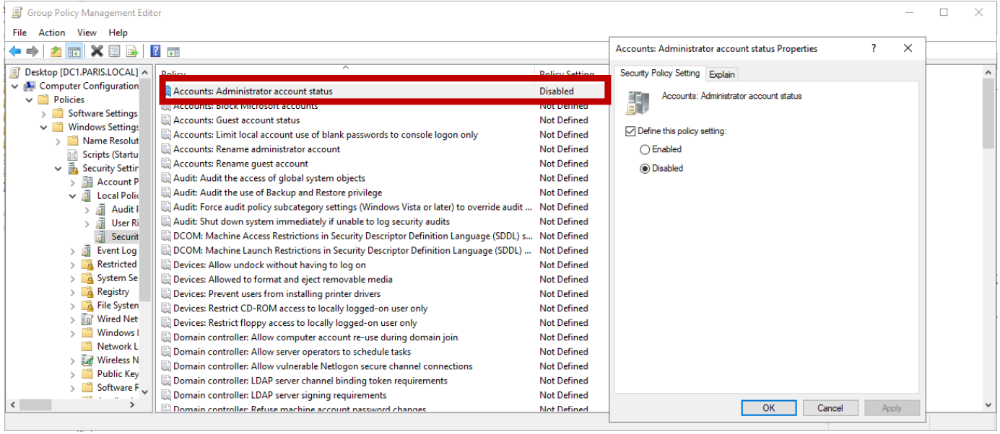 Group Policy Management Editor
File Action View Help
Desktop [DC1.PARIS.LOCAL]
Computer Configuration
Policies
Software Settings
Windows Settings
Name Resolut
Scripts (Startu
Security Settin
Account P
Local Polic
Audit
User Ri
Securit
Event Log
Restricted
System Se
Registry
File System
Wired Net
Windows
Network L
Wireless N
Public Key
Software R
Policy Policy Setting
Accounts: Administrator account status Disabled
Accounts: Block Microsoft accounts Not Defined
Accounts: Guest account status Not Defined
Accounts: Limit local account use of blank passwords to console logon only Not Defined
Accounts: Rename administrator account Not Defined
Accounts: Rename guest account Not Defined
Audit: Audit the access of global system objects Not Defined
Audit: Audit the use of Backup and Restore privilege Not Defined
Audit: Force audit policy subcategory settings (Windows Vista or later) to override audit ... Not Defined
Audit: Shut down system immediately if unable to log security audits Not Defined
DCOM: Machine Access Restrictions in Security Descriptor Definition Language (SDDL) s... Not Defined
DCOM: Machine Launch Restrictions in Security Descriptor Definition Language (SDDL) ... Not Defined
Devices: Allow undock without having to log on Not Defined
Devices: Allowed to format and eject removable media Not Defined
Devices: Prevent users from installing printer drivers Not Defined
Devices: Restrict CD-ROM access to locally logged-on user only Not Defined
Devices: Restrict floppy access to locally logged-on user only Not Defined
Domain controller: Allow computer account re-use during domain join Not Defined
Domain controller: Allow server operators to schedule tasks Not Defined
Domain controller: Allow vulnerable Netlogon secure channel connections Not Defined
Domain controller: LDAP server channel binding token requirements Not Defined
Domain controller: LDAP server signing requirements Not Defined
Domain controller: Refuse machine account password changes Not Defined
Accounts: Administrator account status Properties ?
Security Policy Setting Explain
Accounts: Administrator account status
Define this policy setting:
Enabled
Disabled
OK Cancel Apply